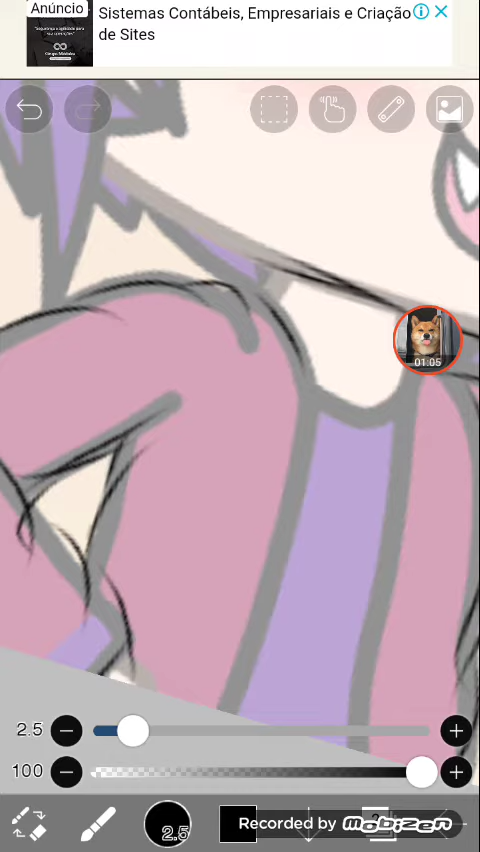 Anúncio
Sistemas Contábeis, Empresariais e Criação
de Sites
01:05
2.5
100
2.5
Recorded by mobizen